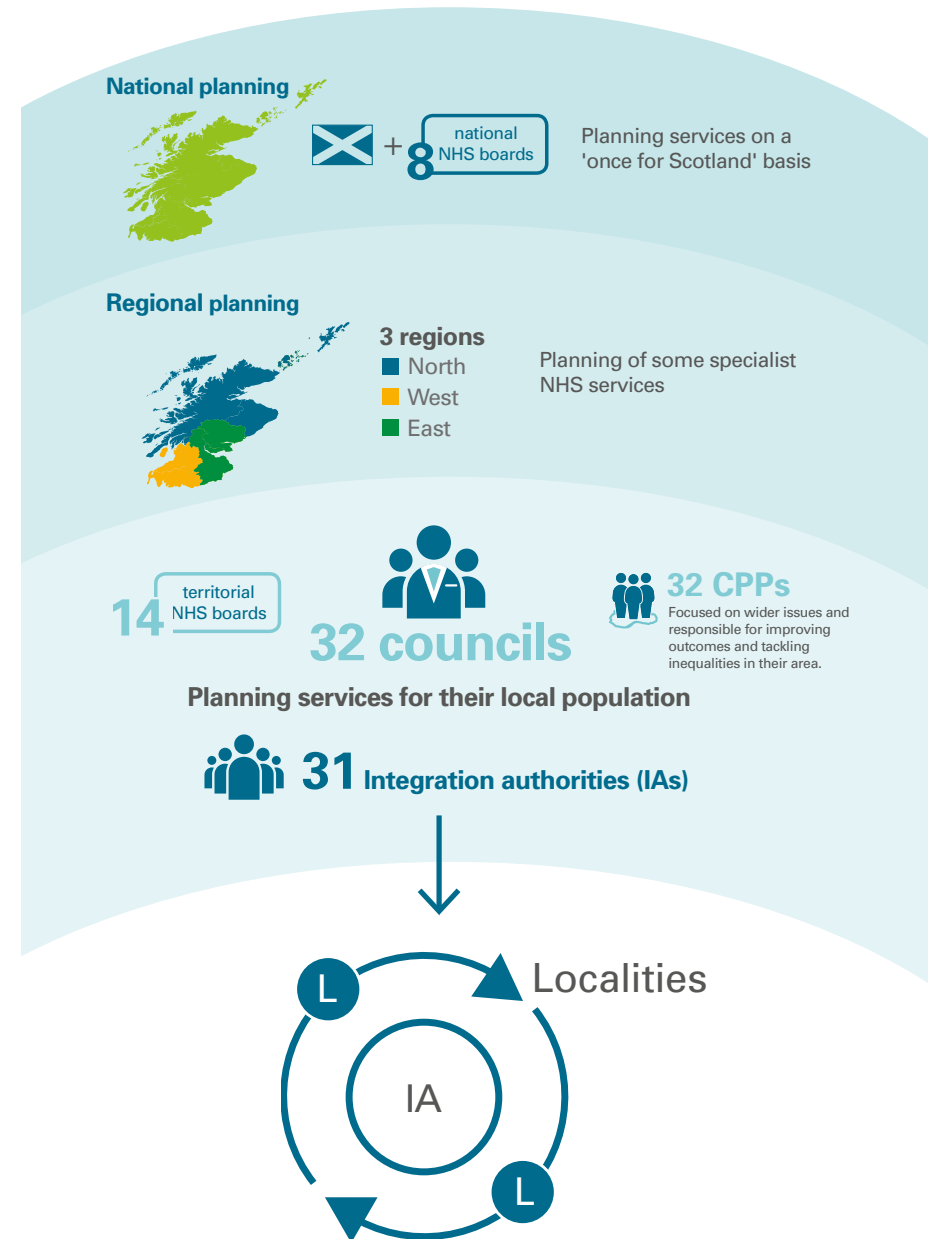 National planning
+
8
national
NHS boards
Planning services on a
'once for Scotland' basis
Regional planning
3 regions
North
West
East
Planning of some specialist
NHS services
14
territorial
NHS boards
32 councils
32 CPPs
Focused on wider issues and
responsible for improving
outcomes and tackling
inequalities in their area.
Planning services for their local population
31 Integration authorities (IAs)
L
Localities
IA
L